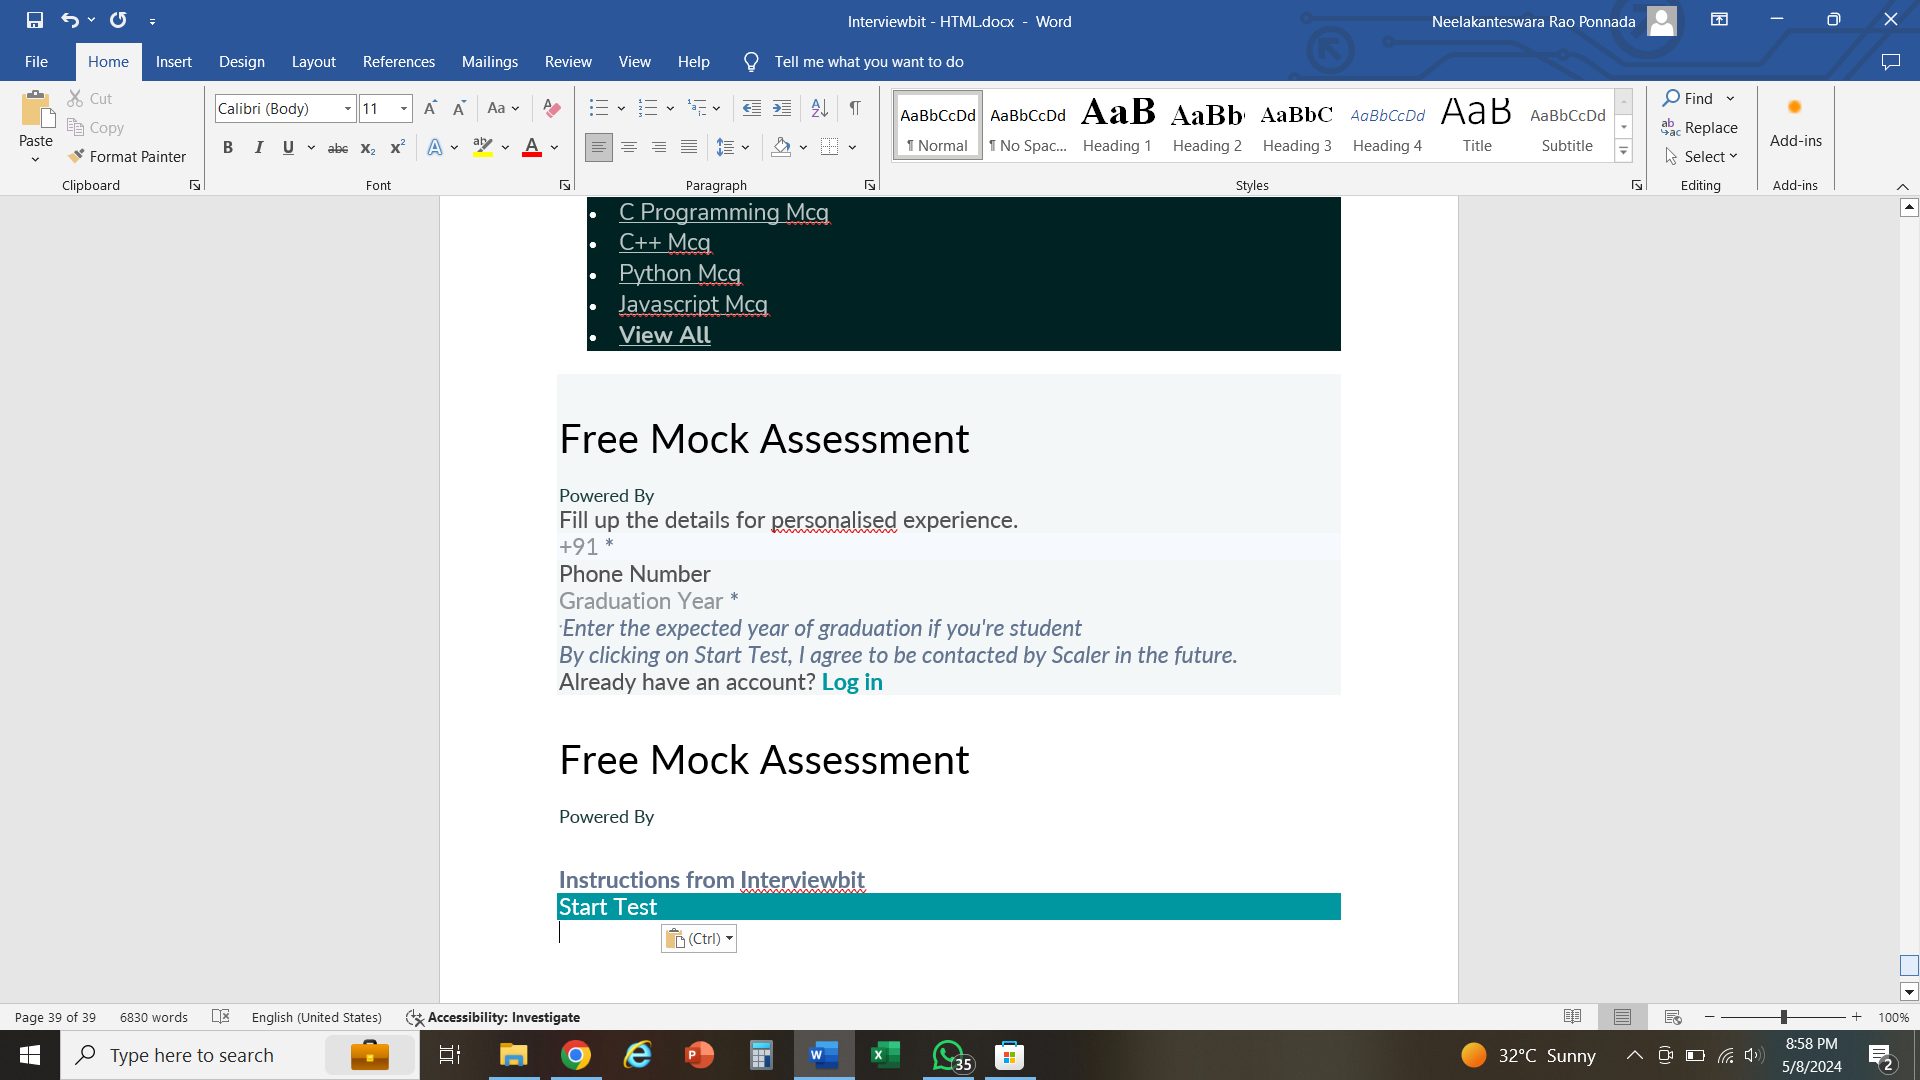 Interviewbit - HTML.docx - Word
Neelakanteswara Rao Ponnada
File Home Insert Design Layout References Mailings Review View Help Tell me what you want to do
Paste
Cut
Copy
Format Painter
Clipboard
Calibri (Body) 11
Aa
B I U abc x₂ x² A ab A
Font
Paragraph
AaBbCcDd ¶ Normal
AaBbCcDd ¶ No Spac...
AaB Heading 1
AaBb Heading 2
AaBbC Heading 3
AaBbCcDd Heading 4
AaB Title
AaBbCcDd Subtitle
Styles
Find
Replace
Select
Editing
Add-ins
Add-ins
• C Programming Mcq
• C++ Mcq
• Python Mcq
• Javascript Mcq
• View All
Free Mock Assessment
Powered By
Fill up the details for personalised experience.
+91 *
Phone Number
Graduation Year *
*Enter the expected year of graduation if you're student
By clicking on Start Test, I agree to be contacted by Scaler in the future.
Already have an account? Log in
Free Mock Assessment
Powered By
Instructions from Interviewbit
Start Test
(Ctrl)
Page 39 of 39 6830 words English (United States) Accessibility: Investigate
100%
Type here to search
35
32°C Sunny
8:58 PM
5/8/2024
2